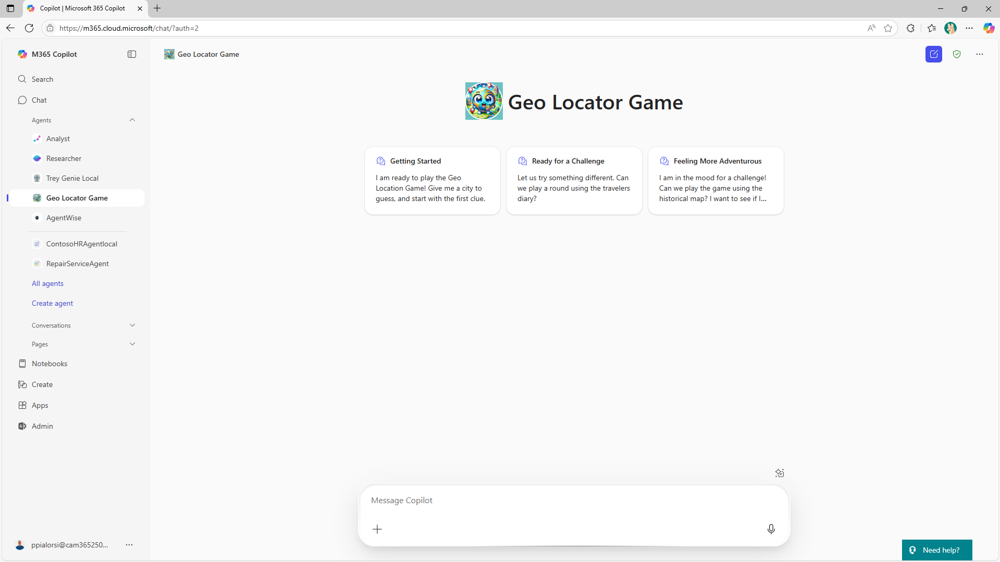 Copilot | Microsoft 365 Copilot
https://m365.cloud.microsoft/chat/?auth=2
M365 Copilot
Search
Chat
Agents
Analyst
Researcher
Trey Genie Local
Geo Locator Game
AgentWise
ContosoHRAgentlocal
RepairServiceAgent
All agents
Create agent
Conversations
Pages
Notebooks
Create
Apps
Admin
ppialorsi@cam365250...
Geo Locator Game
Geo Locator Game
Getting Started
I am ready to play the Geo
Location Game! Give me a city to
guess, and start with the first clue.
Ready for a Challenge
Let us try something different. Can
we play a round using the travelers
diary?
Feeling More Adventurous
I am in the mood for a challenge!
Can we play the game using the
historical map? I want to see if I...
Message Copilot
Need help?